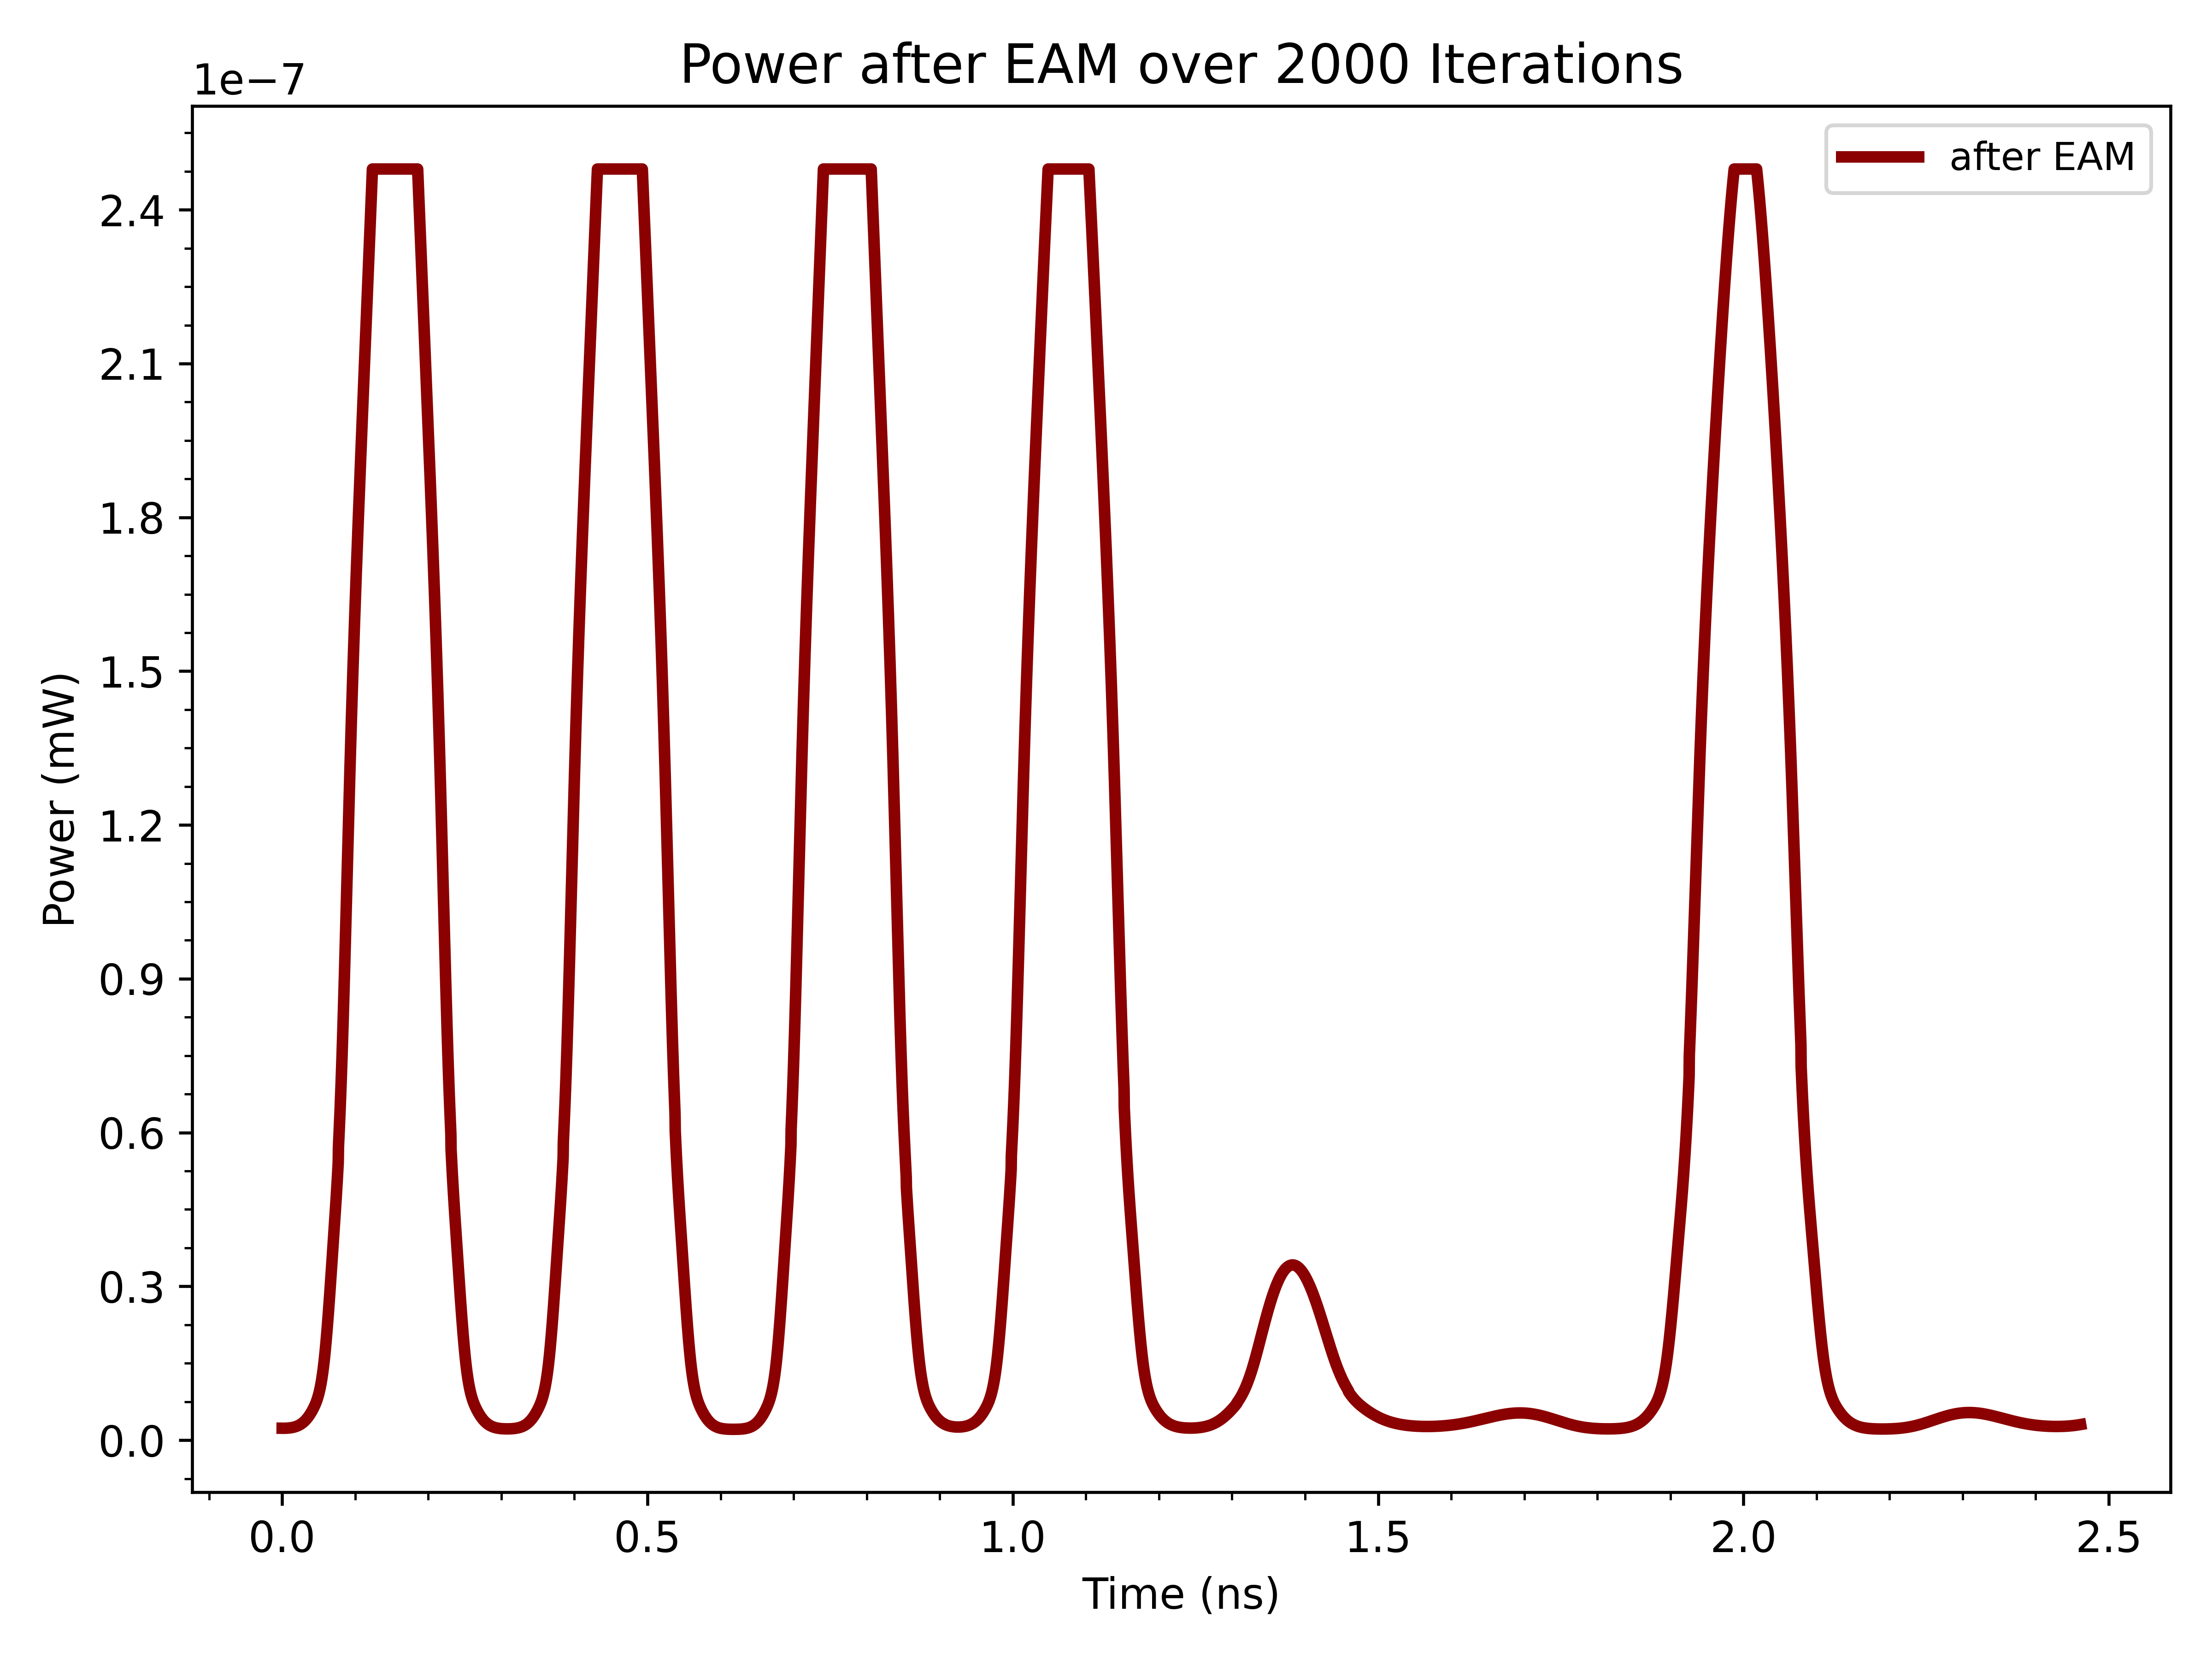 Power after EAM over 2000 Iterations
1e−7
after EAM
2.4
2.1
1.8
1.5
1.2
0.9
0.6
0.3
0.0
Power (mW)
0.0 0.5 1.0 1.5 2.0 2.5
Time (ns)